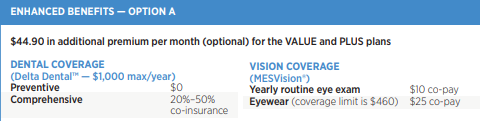 ENHANCED BENEFITS — OPTION A
$44.90 in additional premium per month (optional) for the VALUE and PLUS plans
DENTAL COVERAGE
(Delta Dental™ — $1,000 max/year)
Preventive $0
Comprehensive 20%–50%
co-insurance
VISION COVERAGE
(MESVision®)
Yearly routine eye exam $10 co-pay
Eyewear (coverage limit is $460) $25 co-pay